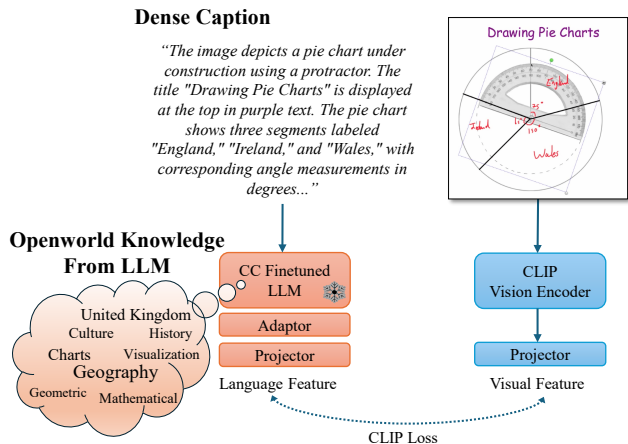 Dense Caption
“The image depicts a pie chart under
construction using a protractor. The
title "Drawing Pie Charts" is displayed
at the top in purple text. The pie chart
shows three segments labeled
"England," "Ireland," and "Wales," with
corresponding angle measurements in
degrees...”
Drawing Pie Charts
England
75°
Wales
Openworld Knowledge
From LLM
United Kingdom
Culture
History
Charts
Visualization
Geography
Geometric
Mathematical
CC Finetuned
LLM
Adaptor
Projector
Language Feature
CLIP
Vision Encoder
Projector
Visual Feature
CLIP Loss